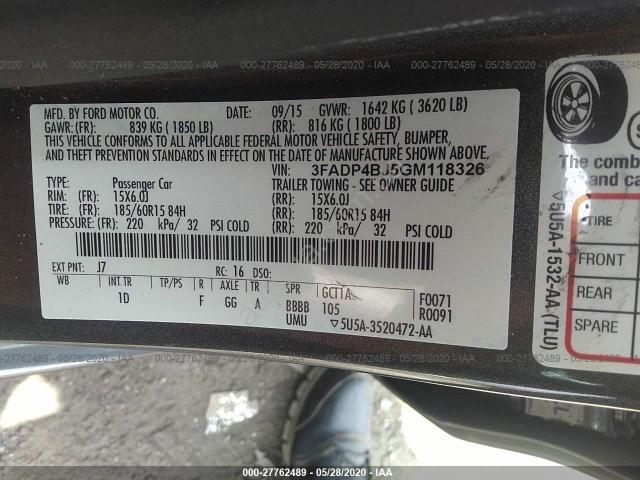 000-27762489 - 05/28/2020 - IAA
MFD. BY FORD MOTOR CO. DATE: 09/15 GVWR: 1642 KG ( 3620 LB)
GAWR: (FR): 839 KG ( 1850 LB) (RR): 816 KG ( 1800 LB)
THIS VEHICLE CONFORMS TO ALL APPLICABLE FEDERAL MOTOR VEHICLE SAFETY, BUMPER,
AND THEFT PREVENTION STANDARDS IN EFFECT ON THE DATE OF MANUFACTURE SHOWN ABOVE.
VIN: 3FADP4BJ5GM118326
TYPE: Passenger Car TRAILER TOWING - SEE OWNER GUIDE
RIM: (FR): 15X6.0J (RR): 15X6.0J
TIRE: (FR): 185/60R15 84H (RR): 185/60R15 84H
PRESSURE: (FR): 220 kPa/ 32 PSI COLD (RR): 220 kPa/ 32 PSI COLD
EXT PNT: J7 RC: 16 DSO:
WB INT TR TP/PS R AXLE TR SPR GCT1A F0071
1D F GG A BBBB 105 R0091
UMU ▽5U5A-3520472-AA
The combi
and car
▽5U5A-1532-AA (TLU)
TIRE
FRONT
REAR
SPARE
000-27762489 - 05/28/2020 - IAA